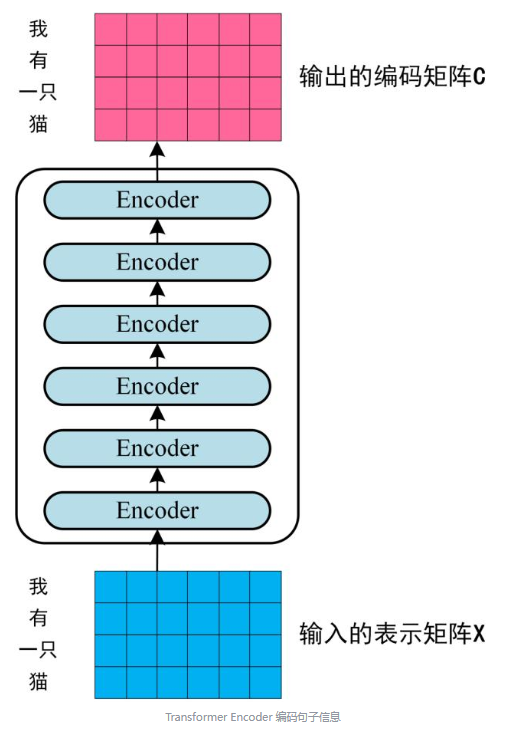 我
有
一只
猫
输出的编码矩阵C
Encoder
Encoder
Encoder
Encoder
Encoder
Encoder
我
有
一只
猫
输入的表示矩阵X
Transformer Encoder 编码句子信息